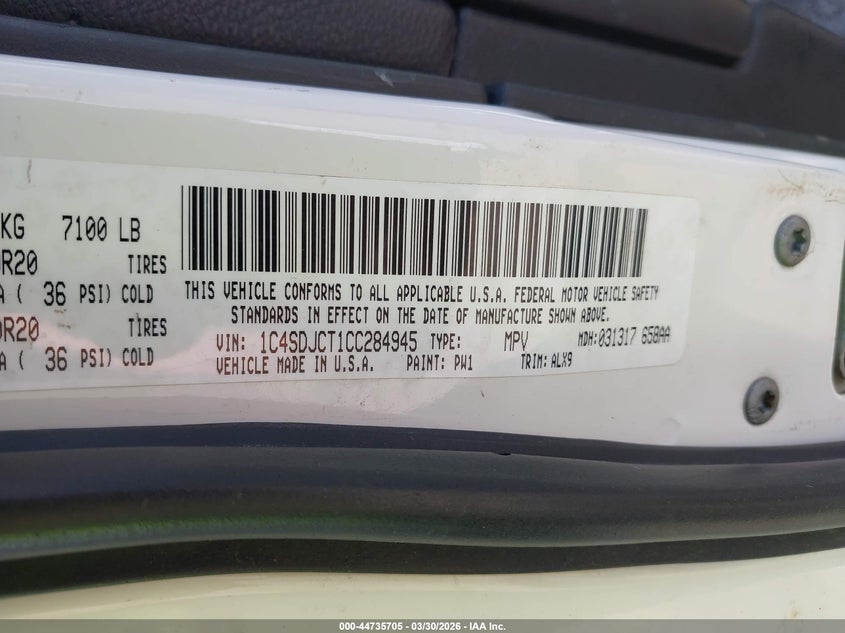 KG 7100 LB
R20 TIRES
A ( 36 PSI) COLD
R20 TIRES
A ( 36 PSI) COLD
THIS VEHICLE CONFORMS TO ALL APPLICABLE U.S.A. FEDERAL MOTOR VEHICLE SAFETY
STANDARDS IN EFFECT ON THE DATE OF MANUFACTURE SHOWN ABOVE.
VIN: 1C4SDJCT1CC284945 TYPE: MPV MDH:031317 658AA
VEHICLE MADE IN U.S.A. PAINT: PW1 TRIM: ALX9
000-44735705 - 03/30/2026 - IAA Inc.